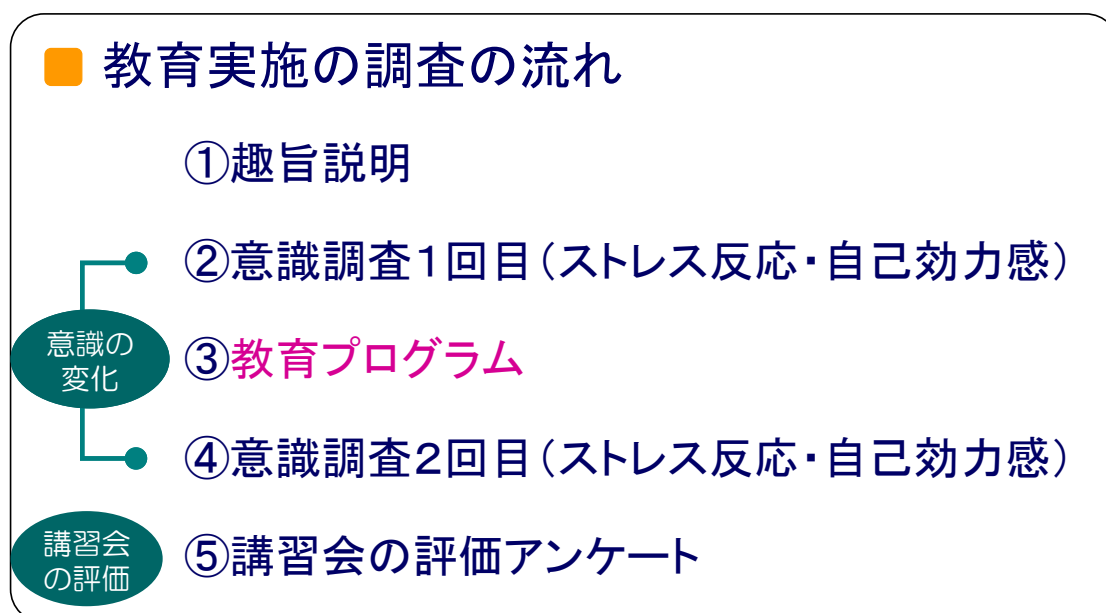 教育実施の調査の流れ
①趣旨説明
②意識調査1回目(ストレス反応・自己効力感)
意識の
変化
③教育プログラム
④意識調査2回目(ストレス反応・自己効力感)
講習会
の評価
⑤講習会の評価アンケート